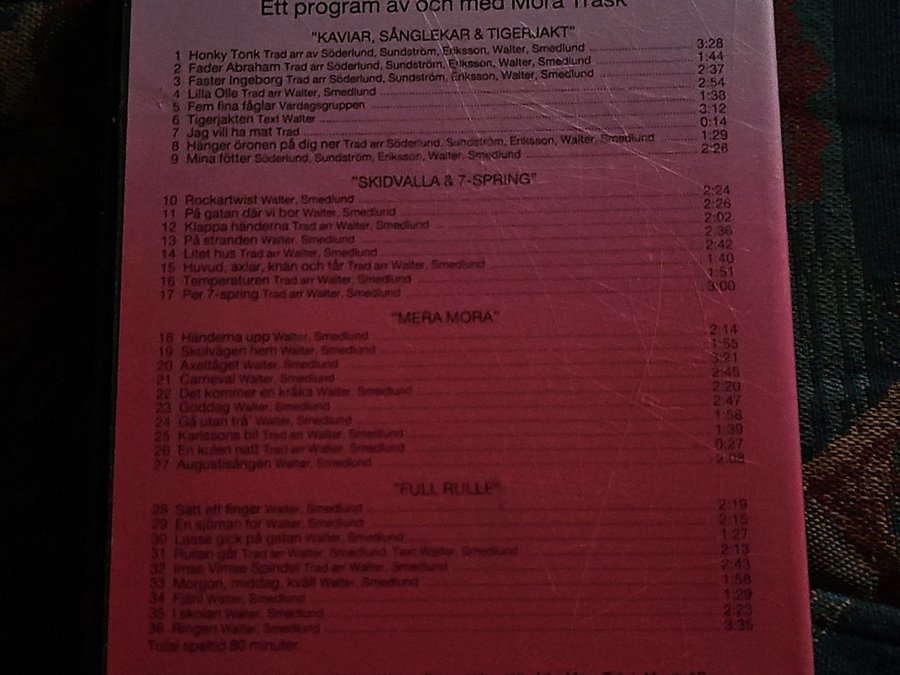 Ett program av och med Mora Träsk
"KAVIAR, SÅNGLEKAR & TIGERJAKT"
1 Honky Tonk Trad arr av Söderlund, Sundström, Eriksson, Walter, Smedlund 3:28
2 Fader Abraham Trad arr Söderlund, Sundström, Eriksson, Walter, Smedlund 1:44
3 Faster Ingeborg Trad arr Söderlund, Sundström, Eriksson, Walter, Smedlund 2:37
4 Lilla Olle Trad arr Walter, Smedlund 2:54
5 Fem fina fåglar Vardagsgruppen 1:38
6 Tigerjakten Text Walter 3:12
7 Jag vill ha mat Trad 0:14
8 Hänger öronen på dig ner Trad arr Söderlund, Sundström, Eriksson, Walter, Smedlund 1:29
9 Mina fötter Söderlund, Sundström, Eriksson, Walter, Smedlund 2:28
"SKIDVALLA & 7-SPRING"
10 Rockartwist Walter, Smedlund 2:24
11 På gatan där vi bor Walter, Smedlund 2:26
12 Klappa händerna Trad arr Walter, Smedlund 2:02
13 På stranden Walter, Smedlund 2:36
14 Litet hus Trad arr Walter, Smedlund 2:42
15 Huvud, axlar, knän och tår Trad arr Walter, Smedlund 1:40
16 Temperaturen Trad arr Walter, Smedlund 1:51
17 Per 7-spring Trad arr Walter, Smedlund 3:00
"MERA MORA"
18 Händerna upp Walter, Smedlund 2:14
19 Skolvägen hem Walter, Smedlund 1:55
20 Axeltåget Walter, Smedlund 3:21
21 Carneval Walter, Smedlund 2:45
22 Det kommer en kråka Walter, Smedlund 2:20
23 Goddag Walter, Smedlund 2:47
24 Gå utan trå' Walter, Smedlund 1:58
25 Karlssons bil Trad arr Walter, Smedlund 1:39
26 En kulen natt Trad arr Walter, Smedlund 0:27
27 Augustisången Walter, Smedlund 2:08
"FULL RULLE"
28 Sätt ett finger Walter, Smedlund 2:19
29 En sjöman för Walter, Smedlund 2:15
30 Lasse gick på gatan Walter, Smedlund 1:27
31 Rullan går Trad arr Walter, Smedlund, Text Walter, Smedlund 2:13
32 Imse Vimse Spindel Trad arr Walter, Smedlund 2:43
33 Morgon, middag, kväll Walter, Smedlund 1:58
34 Fjäril Walter, Smedlund 1:29
35 I skolan Walter, Smedlund 2:23
36 Ringen Walter, Smedlund 3:35
Total speltid 80 minuter.